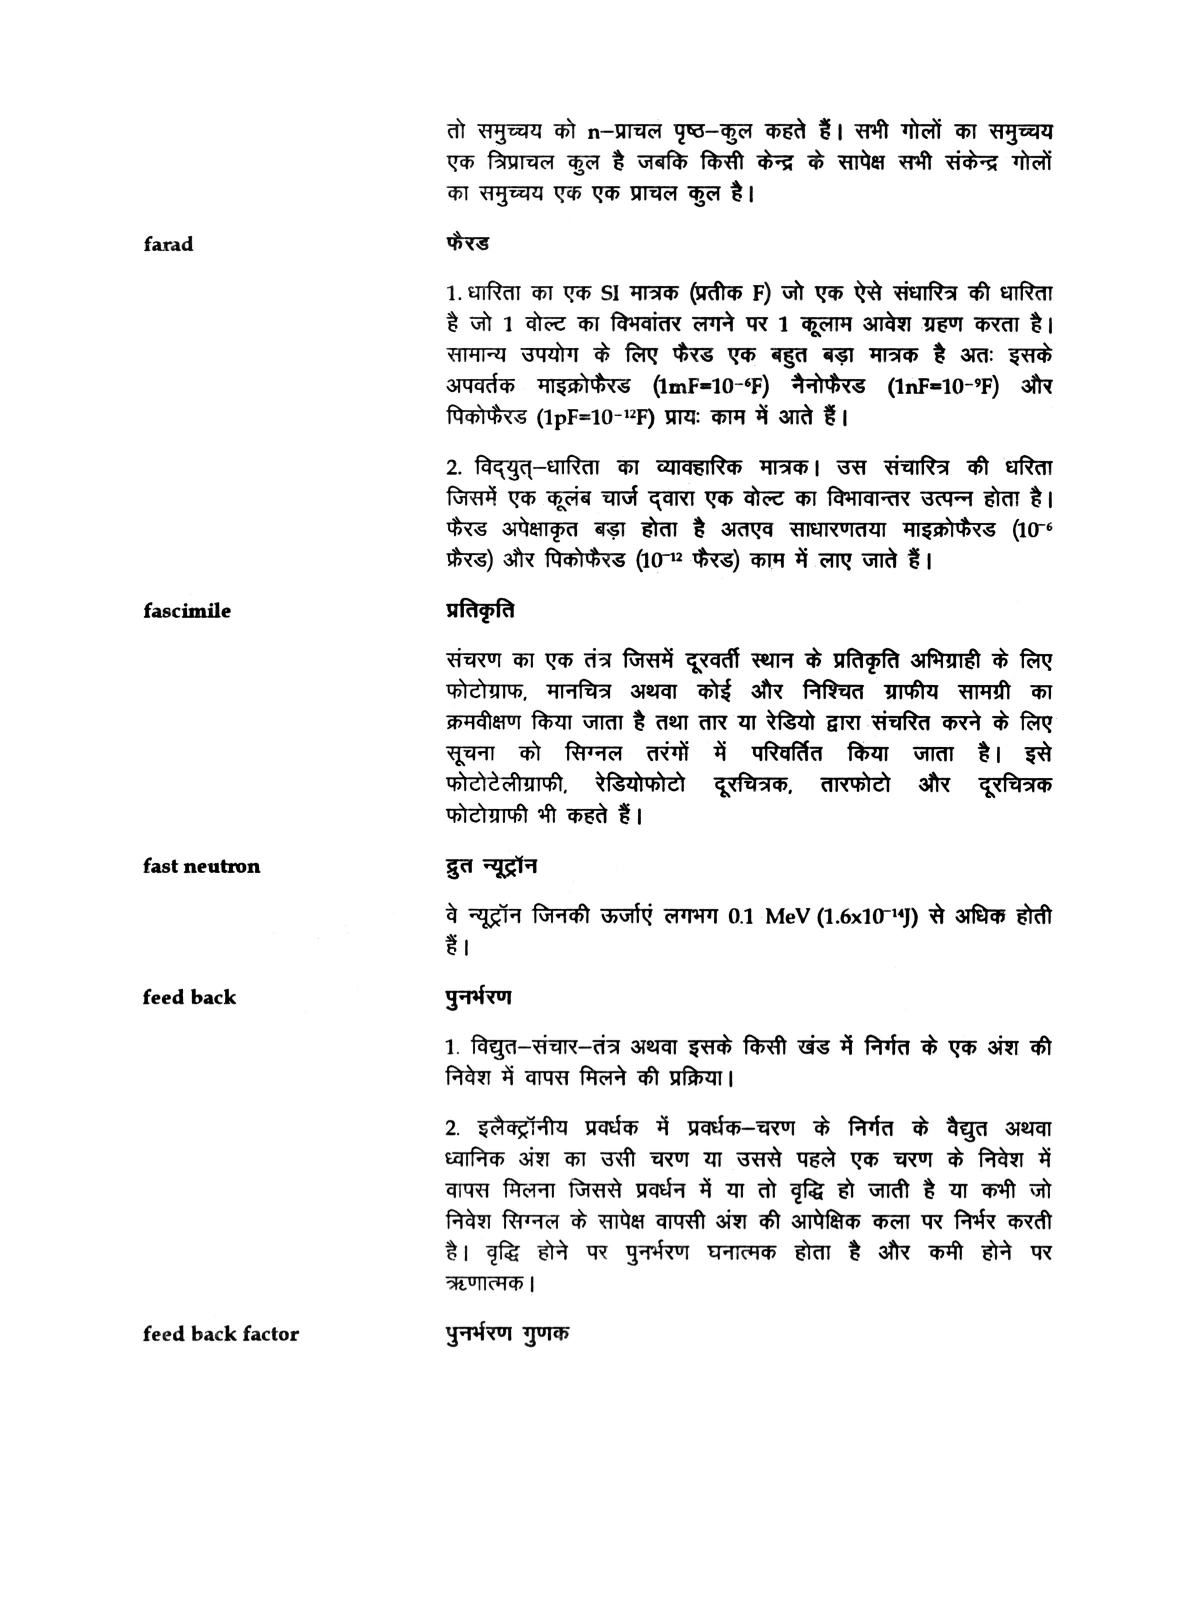 तो समुच्चय को n–प्राचल पृष्ठ–कुल कहते हैं। सभी गोलों का समुच्चय
एक त्रिप्राचल कुल है जबकि किसी केन्द्र के सापेक्ष सभी संकेन्द्र गोलों
का समुच्चय एक एक प्राचल कुल है।
farad फैरड
1. धारिता का एक SI मात्रक (प्रतीक F) जो एक ऐसे संधारित्र की धारिता
है जो 1 वोल्ट का विभवांतर लगने पर 1 कूलाम आवेश ग्रहण करता है।
सामान्य उपयोग के लिए फैरड एक बहुत बड़ा मात्रक है अतः इसके
अपवर्तक माइक्रोफैरड (1mF=10⁻⁶F) नैनोफैरड (1nF=10⁻⁹F) और
पिकोफैरड (1pF=10⁻¹²F) प्रायः काम में आते हैं।
2. विद्‌युत्–धारिता का व्यावहारिक मात्रक। उस संचारित्र की धरिता
जिसमें एक कूलंब चार्ज द्‌वारा एक वोल्ट का विभावान्तर उत्पन्न होता है।
फैरड अपेक्षाकृत बड़ा होता है अतएव साधारणतया माइक्रोफैरड (10⁻⁶
फ्रैरड) और पिकोफैरड (10⁻¹² फैरड) काम में लाए जाते हैं।
fascimile प्रतिकृति
संचरण का एक तंत्र जिसमें दूरवर्ती स्थान के प्रतिकृति अभिग्राही के लिए
फोटोग्राफ, मानचित्र अथवा कोई और निश्चित ग्राफीय सामग्री का
क्रमवीक्षण किया जाता है तथा तार या रेडियो द्वारा संचरित करने के लिए
सूचना को सिग्नल तरंगों में परिवर्तित किया जाता है। इसे
फोटोटेलीग्राफी, रेडियोफोटो दूरचित्रक, तारफोटो और दूरचित्रक
फोटोग्राफी भी कहते हैं।
fast neutron द्रुत न्यूट्रॉन
वे न्यूट्रॉन जिनकी ऊर्जाएं लगभग 0.1 MeV (1.6x10⁻¹⁴J) से अधिक होती
हैं।
feed back पुनर्भरण
1. विद्युत–संचार–तंत्र अथवा इसके किसी खंड में निर्गत के एक अंश की
निवेश में वापस मिलने की प्रक्रिया।
2. इलैक्ट्रॉनीय प्रवर्धक में प्रवर्धक–चरण के निर्गत के वैद्युत अथवा
ध्वानिक अंश का उसी चरण या उससे पहले एक चरण के निवेश में
वापस मिलना जिससे प्रवर्धन में या तो वृद्धि हो जाती है या कभी जो
निवेश सिग्नल के सापेक्ष वापसी अंश की आपेक्षिक कला पर निर्भर करती
है। वृद्धि होने पर पुनर्भरण घनात्मक होता है और कमी होने पर
ऋणात्मक।
feed back factor पुनर्भरण गुणक